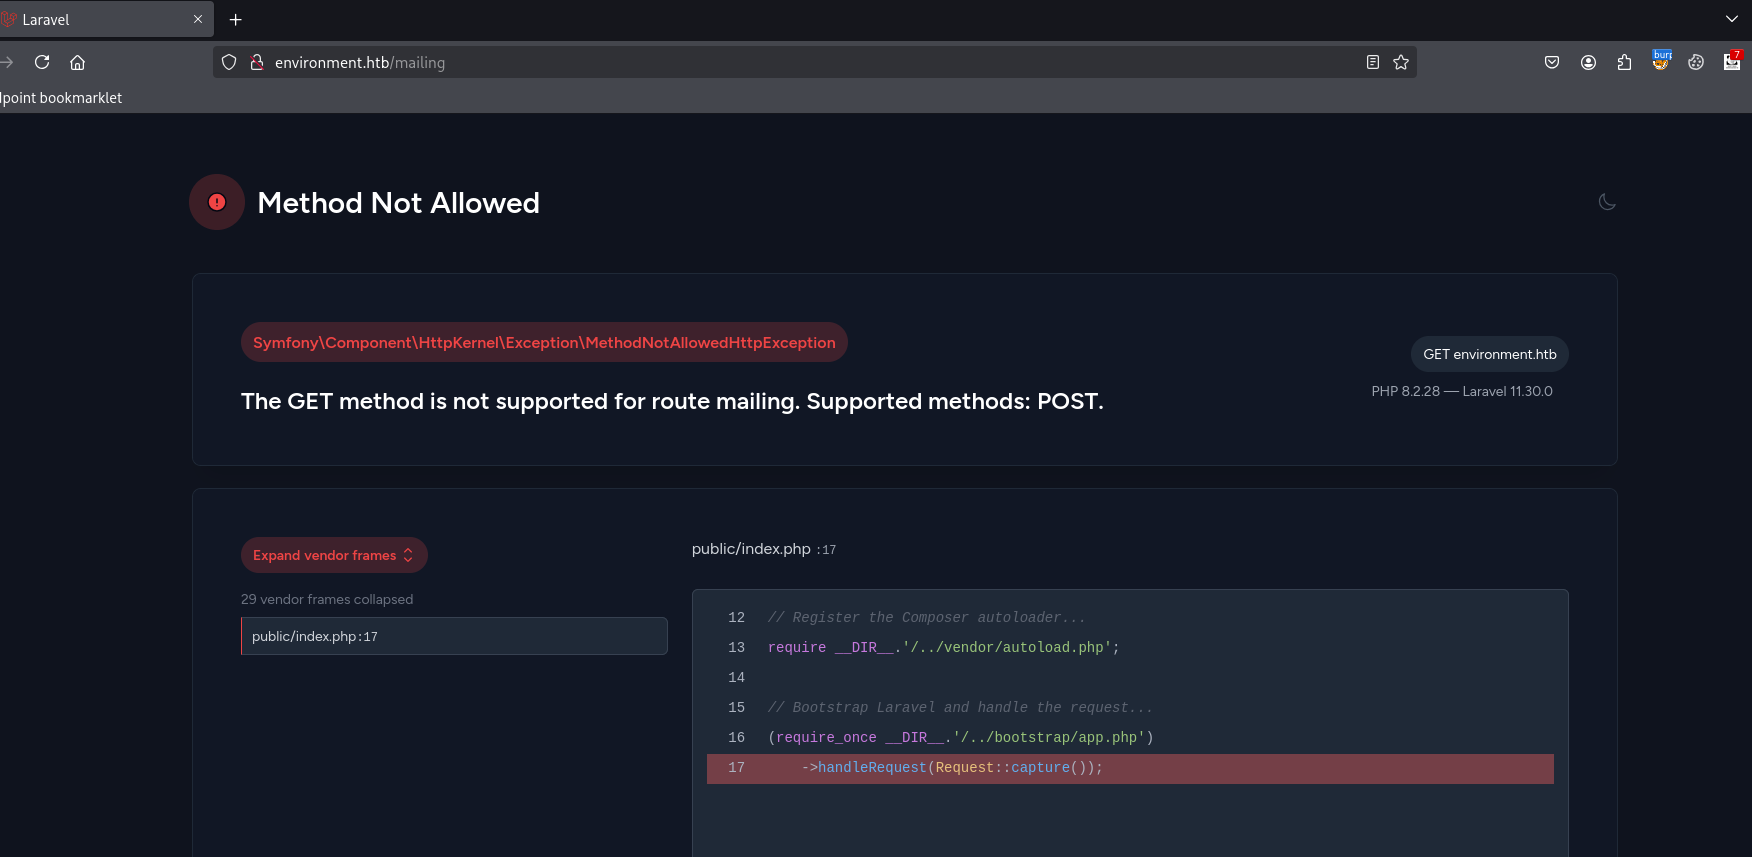 Laravel
environment.htb/mailing
burp
7
point bookmarklet
Method Not Allowed
Symfony\Component\HttpKernel\Exception\MethodNotAllowedHttpException
GET environment.htb
The GET method is not supported for route mailing. Supported methods: POST.
PHP 8.2.28 — Laravel 11.30.0
Expand vendor frames
public/index.php :17
29 vendor frames collapsed
public/index.php:17
12 // Register the Composer autoloader...
13 require __DIR__.'/../vendor/autoload.php';
14
15 // Bootstrap Laravel and handle the request...
16 (require_once __DIR__.'/../bootstrap/app.php')
17 ->handleRequest(Request::capture());